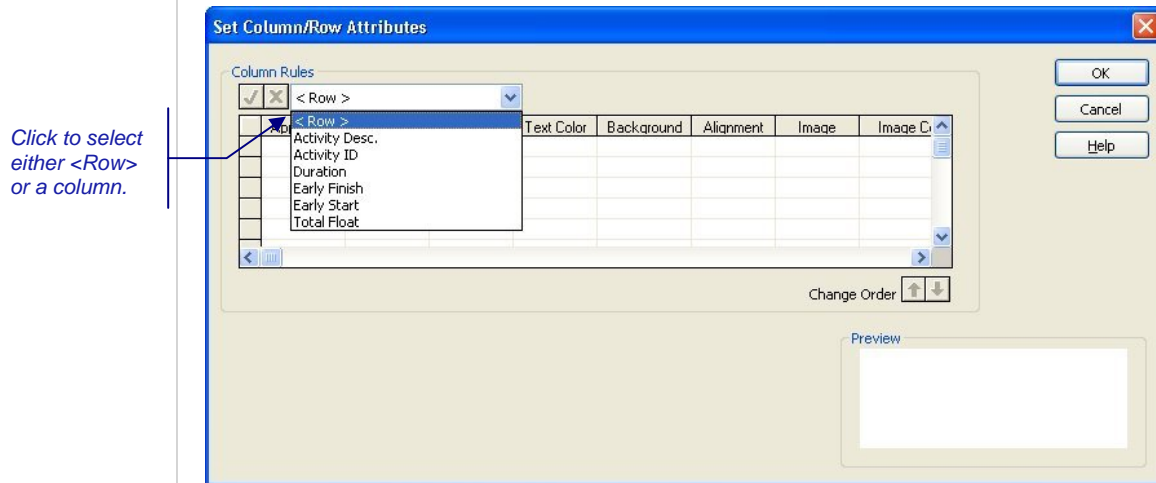 Set Column/Row Attributes
Column Rules
< Row >
OK
Cancel
Help
Text Color Background Alignment Image
< Row >
Activity Desc.
Activity ID
Duration
Early Finish
Early Start
Total Float
Click to select
either <Row>
or a column.
Change Order
Preview